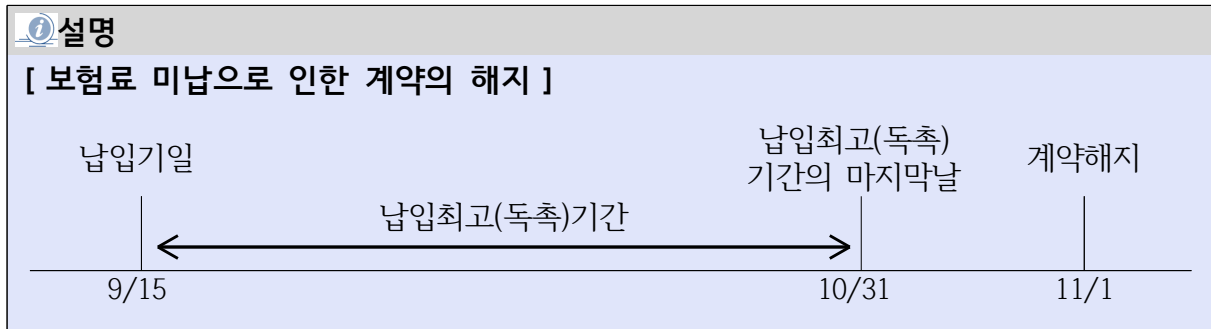 설명
[ 보험료 미납으로 인한 계약의 해지 ]
납입기일
납입최고(독촉)
기간의 마지막날
계약해지
납입최고(독촉)기간
9/15
10/31
11/1